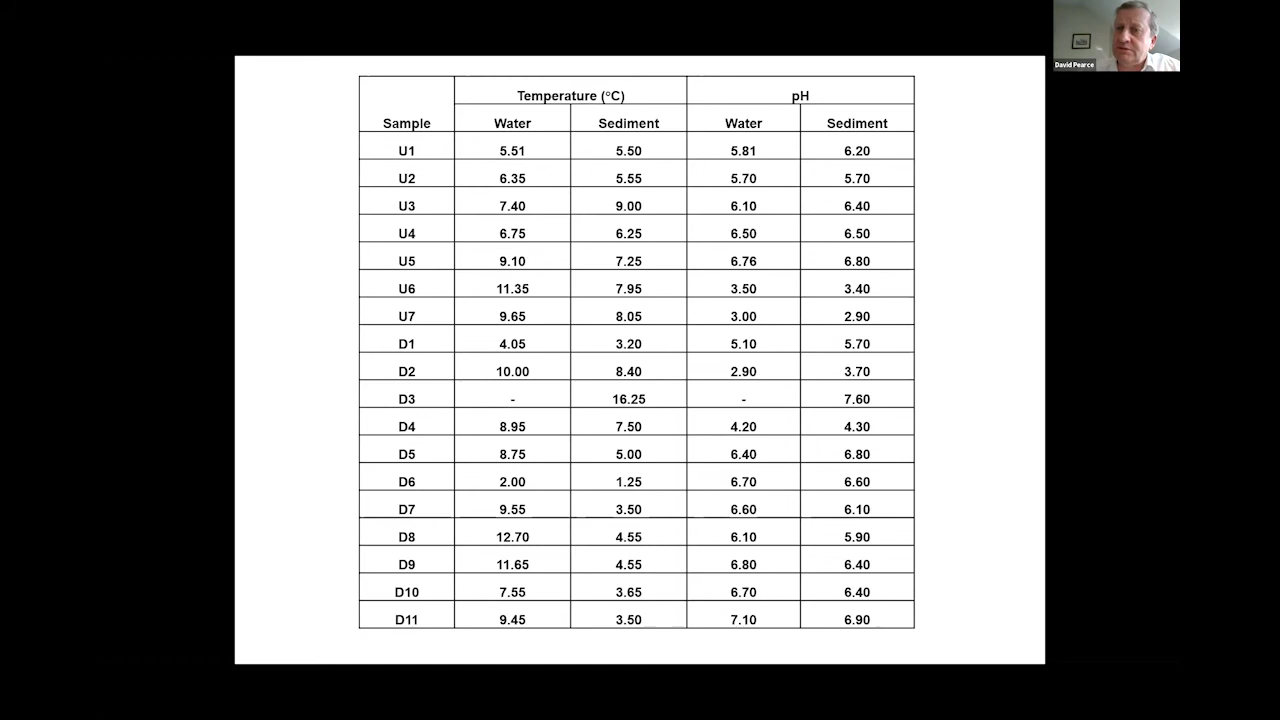 David Pearce
Temperature (°C) pH
Sample Water Sediment Water Sediment
U1 5.51 5.50 5.81 6.20
U2 6.35 5.55 5.70 5.70
U3 7.40 9.00 6.10 6.40
U4 6.75 6.25 6.50 6.50
U5 9.10 7.25 6.76 6.80
U6 11.35 7.95 3.50 3.40
U7 9.65 8.05 3.00 2.90
D1 4.05 3.20 5.10 5.70
D2 10.00 8.40 2.90 3.70
D3 - 16.25 - 7.60
D4 8.95 7.50 4.20 4.30
D5 8.75 5.00 6.40 6.80
D6 2.00 1.25 6.70 6.60
D7 9.55 3.50 6.60 6.10
D8 12.70 4.55 6.10 5.90
D9 11.65 4.55 6.80 6.40
D10 7.55 3.65 6.70 6.40
D11 9.45 3.50 7.10 6.90